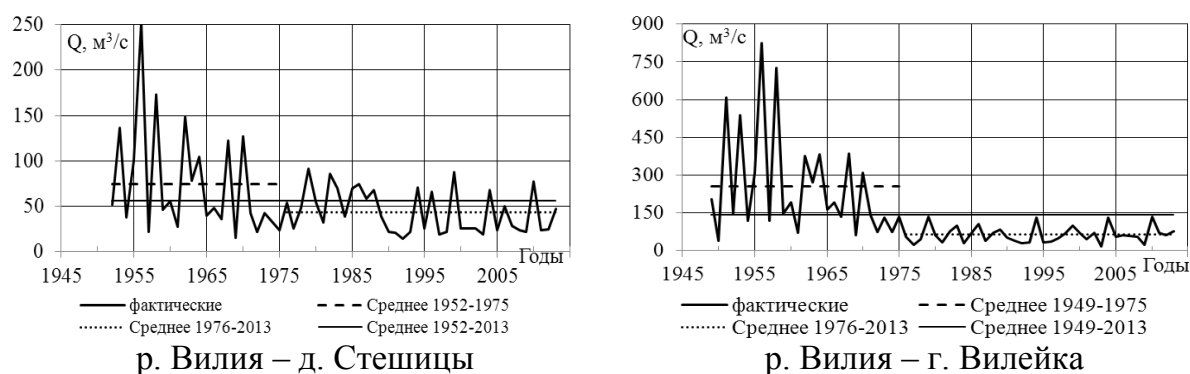 250
200
150
100
50
0
Q, м³/с
1945 1955 1965 1975 1985 1995 2005
Годы
фактические
Среднее 1952-1975
Среднее 1976-2013
Среднее 1952-2013
р. Вилия – д. Стешицы
900
750
600
450
300
150
0
Q, м³/с
1945 1955 1965 1975 1985 1995 2005
Годы
фактические
Среднее 1949-1975
Среднее 1976-2013
Среднее 1949-2013
р. Вилия – г. Вилейка